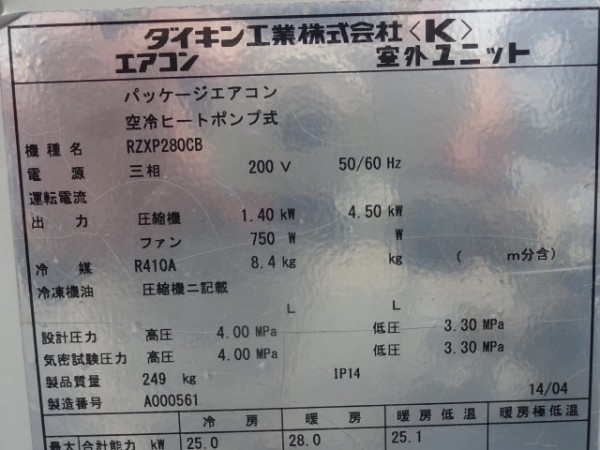 ダイキン工業株式会社〈K〉
エアコン 室外ユニット
パッケージエアコン
空冷ヒートポンプ式
機種名 RZXP280CB
電源 三相 200 V 50/60 Hz
運転電流
出力 圧縮機 1.40 kW 4.50 kW
ファン 750 W W
冷媒 R410A 8.4 kg kg ( m分含)
冷凍機油 圧縮機ニ記載
L L
設計圧力 高圧 4.00 MPa 低圧 3.30 MPa
気密試験圧力 高圧 4.00 MPa 低圧 3.30 MPa
製品質量 249 kg IP14
製造番号 A000561 14/04
冷房 暖房 暖房低温 暖房極低温
最大 合計能力 kW 25.0 28.0 25.1